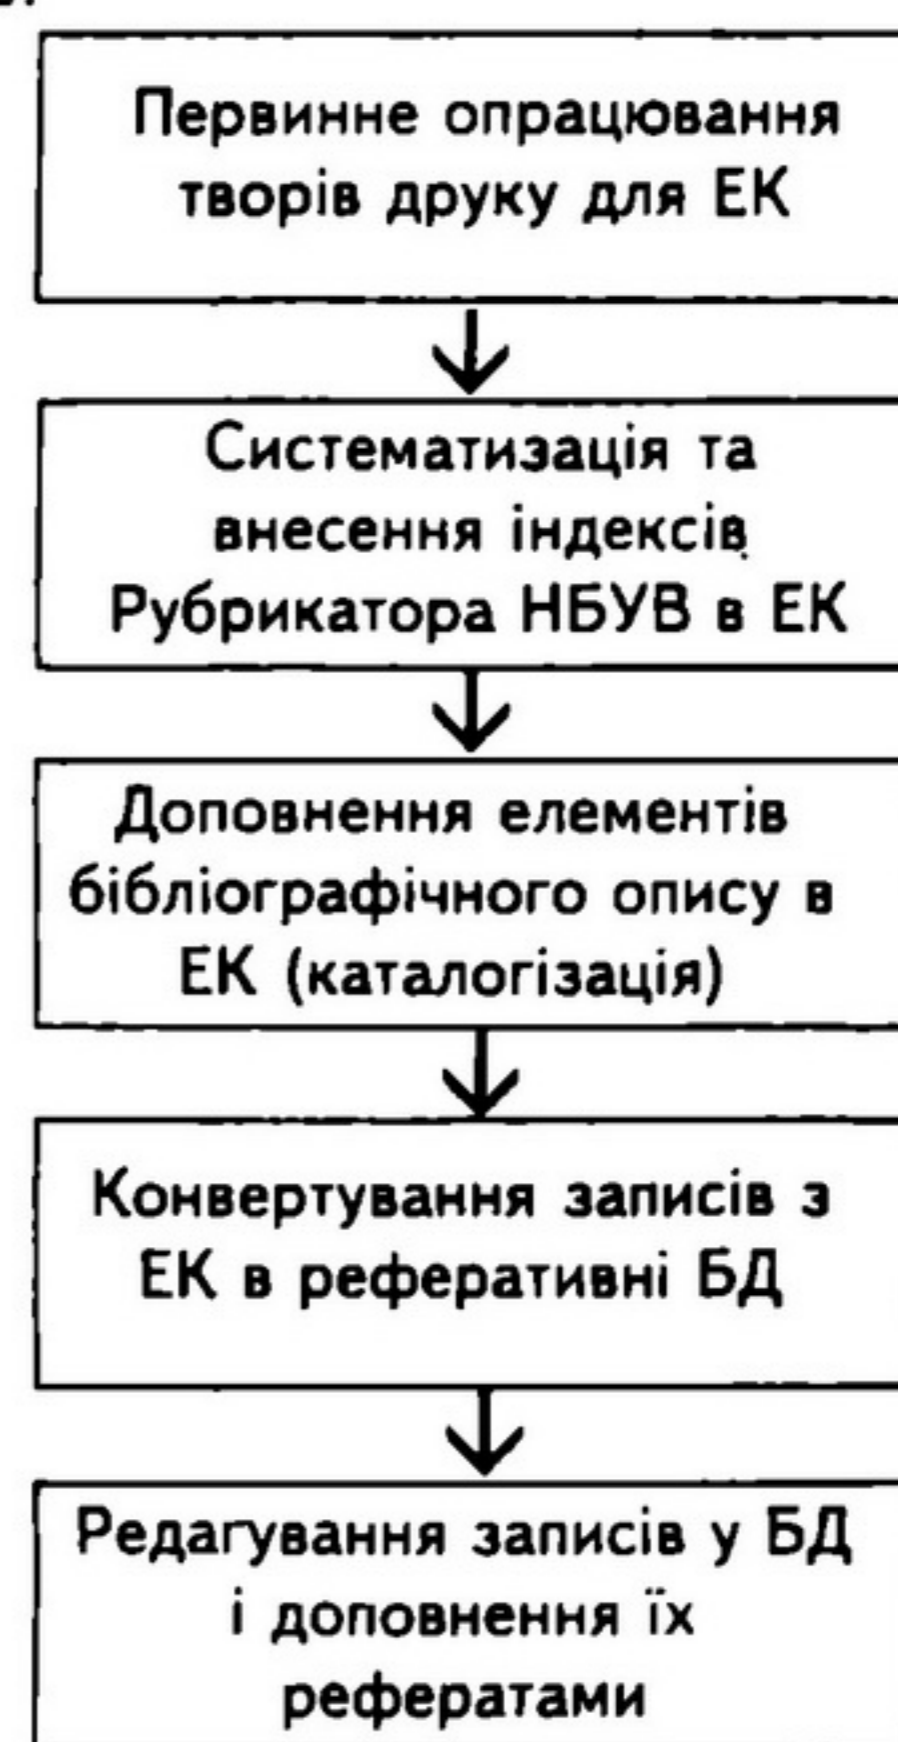 Первинне опрацювання
творів друку для ЕК
Систематизація та
внесення індексів
Рубрикатора НБУВ в ЕК
Доповнення елементів
бібліографічного опису в
ЕК (каталогізація)
Конвертування записів з
ЕК в реферативні БД
Редагування записів у БД
і доповнення їх
рефератами